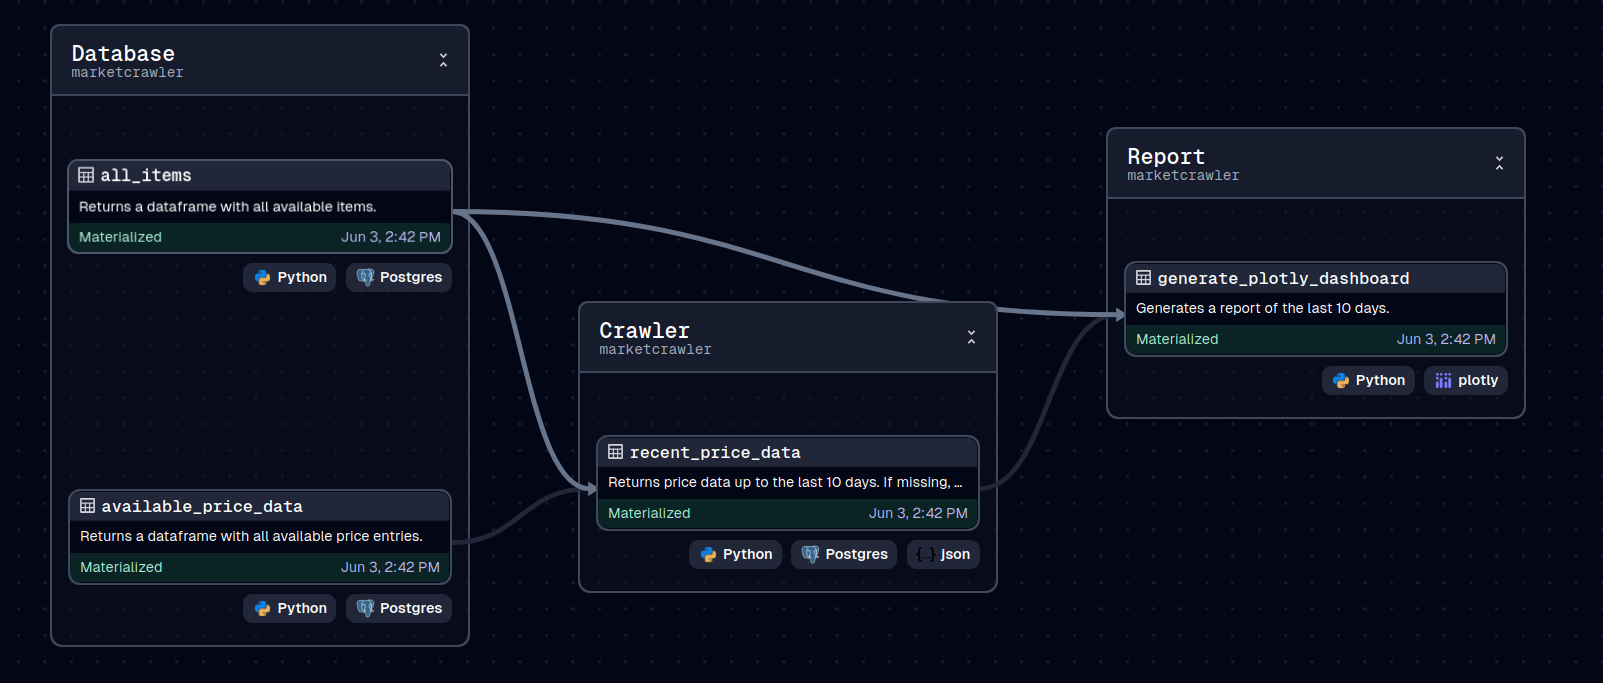 Database
marketcrawler
all_items
Returns a dataframe with all available items.
Materialized Jun 3, 2:42 PM
Python Postgres
available_price_data
Returns a dataframe with all available price entries.
Materialized Jun 3, 2:42 PM
Python Postgres
Crawler
marketcrawler
recent_price_data
Returns price data up to the last 10 days. If missing, …
Materialized Jun 3, 2:42 PM
Python Postgres {...} json
Report
marketcrawler
generate_plotly_dashboard
Generates a report of the last 10 days.
Materialized Jun 3, 2:42 PM
Python plotly